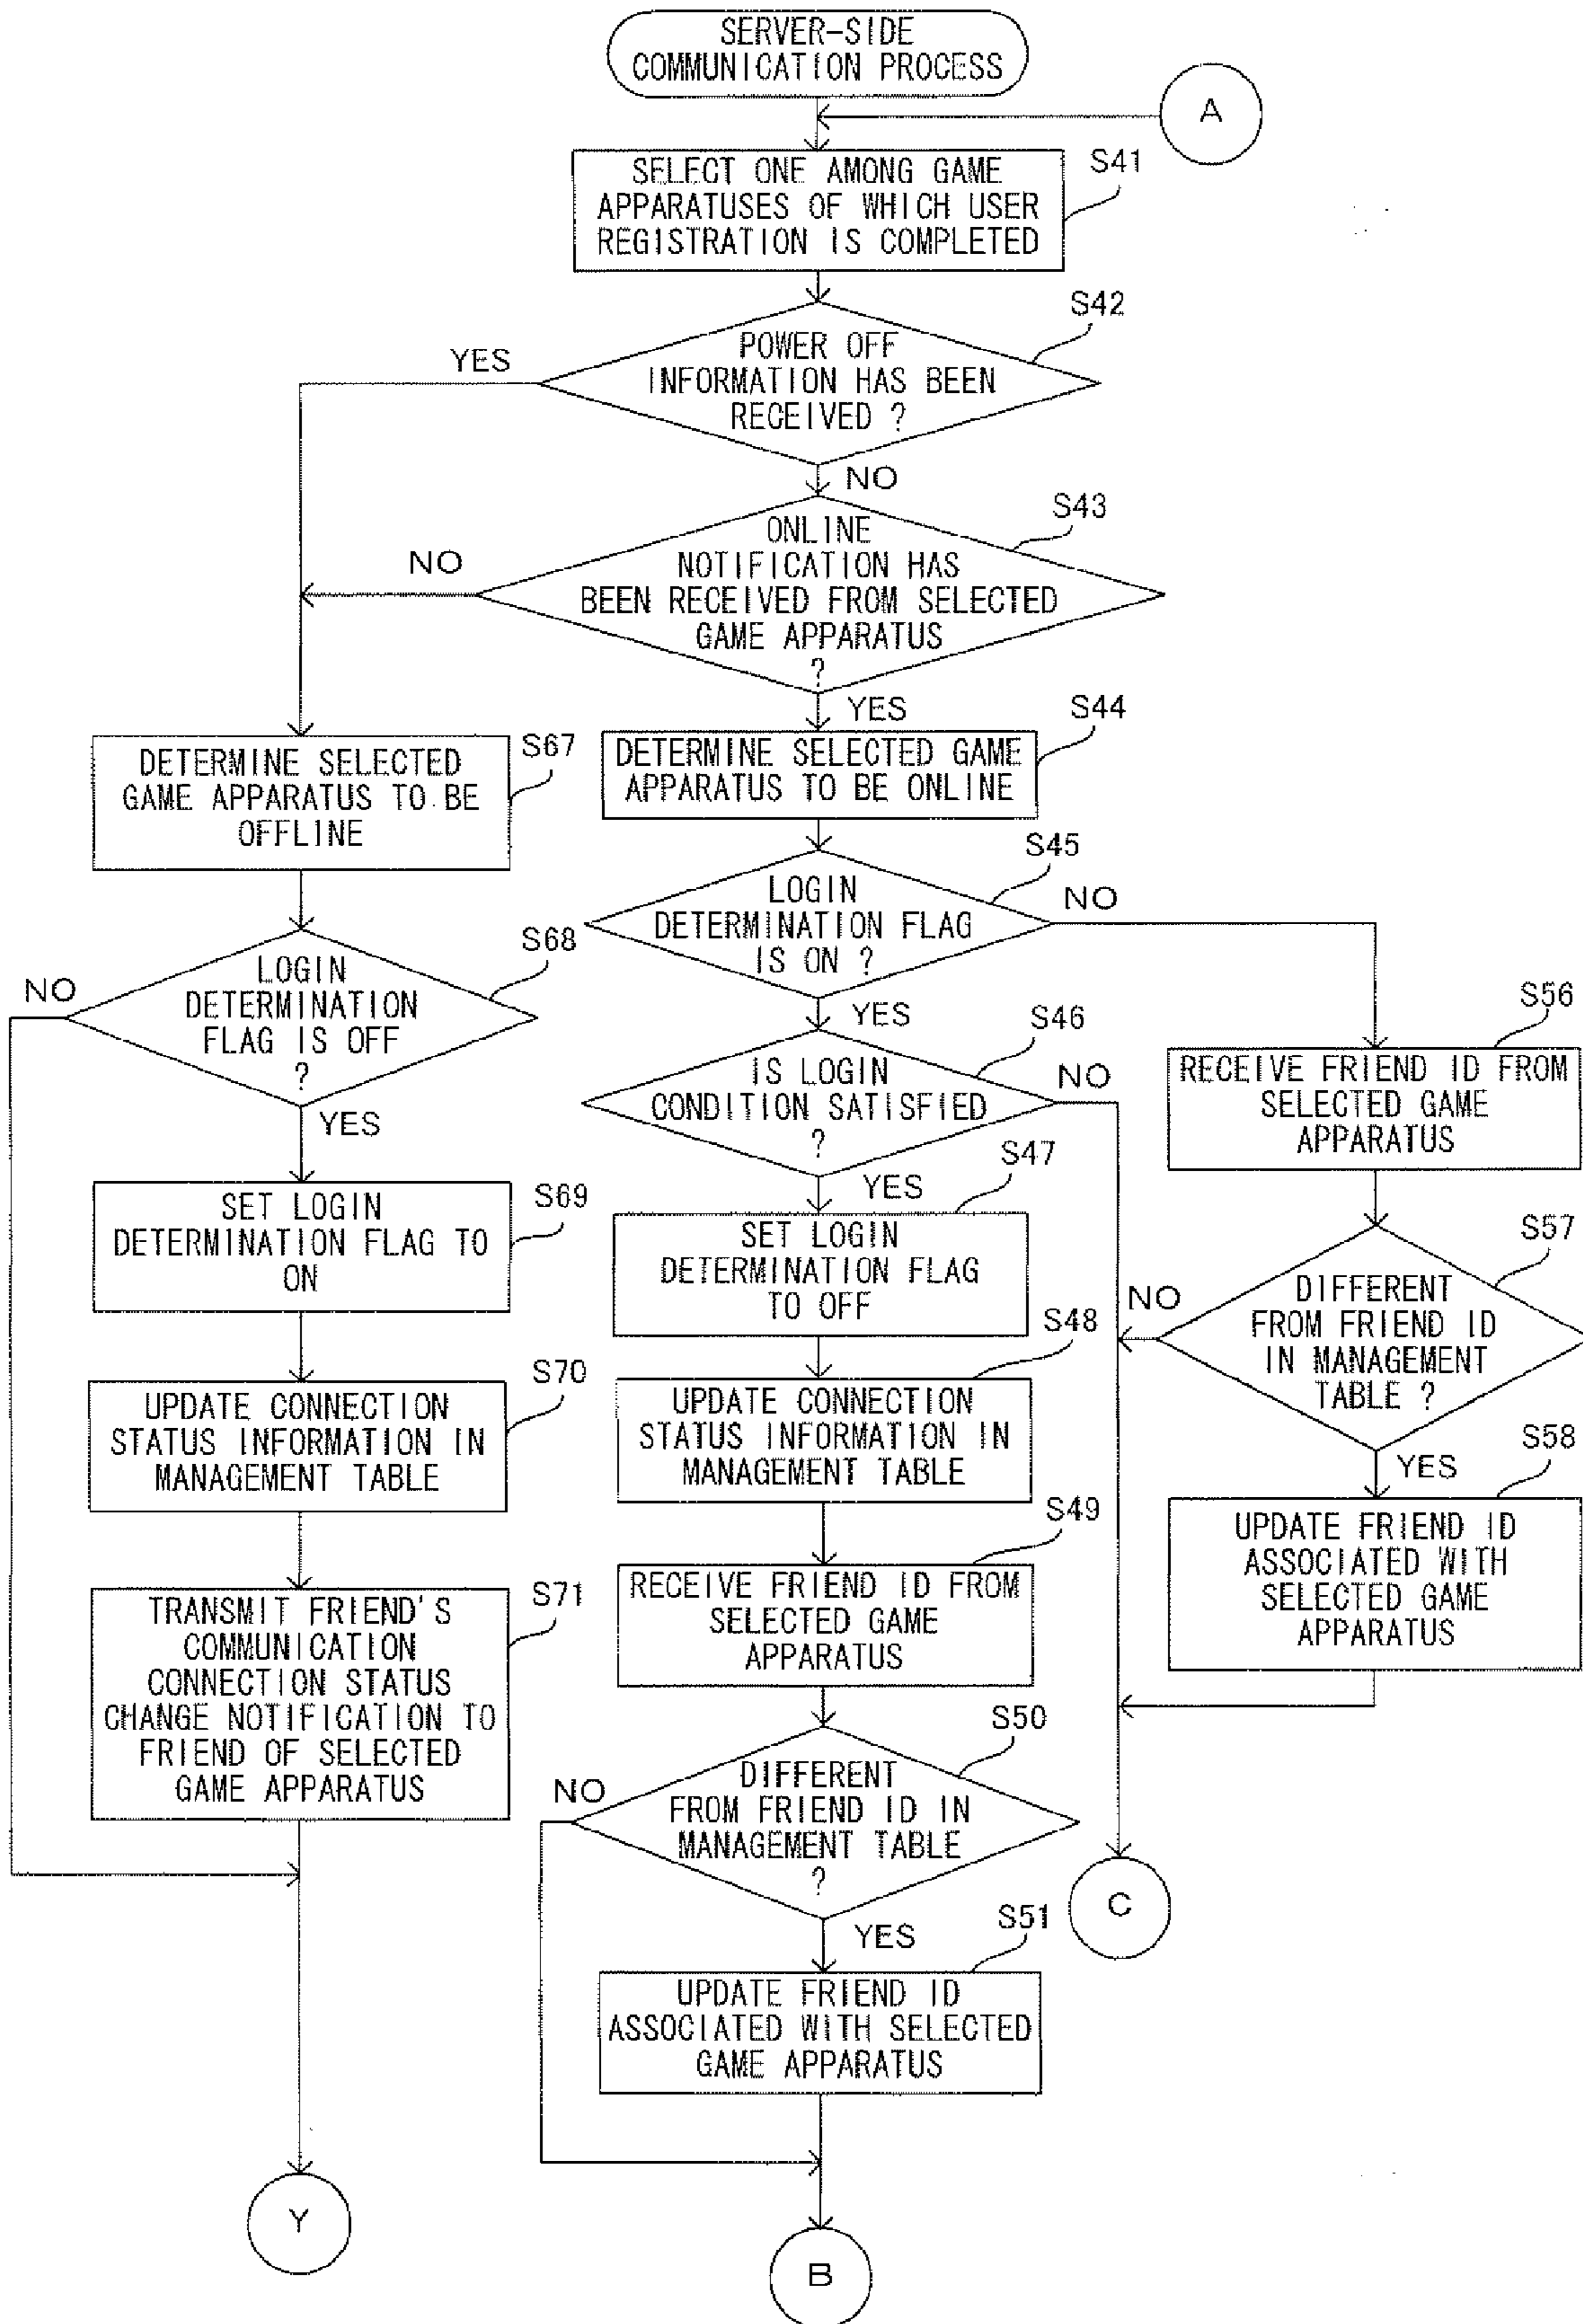 SERVER-SIDE
COMMUNICATION PROCESS
A
SELECT ONE AMONG GAME
APPARATUSES OF WHICH USER
REGISTRATION IS COMPLETED
S41
S42
POWER OFF
INFORMATION HAS BEEN
RECEIVED ?
YES
NO
S43
ONLINE
NOTIFICATION HAS
BEEN RECEIVED FROM SELECTED
GAME APPARATUS
?
NO
YES
S67
DETERMINE SELECTED
GAME APPARATUS TO BE
OFFLINE
S44
DETERMINE SELECTED GAME
APPARATUS TO BE ONLINE
S45
LOGIN
DETERMINATION FLAG
IS ON ?
NO
YES
S68
LOGIN
DETERMINATION
FLAG IS OFF
?
NO
YES
S46
IS LOGIN
CONDITION SATISFIED
?
NO
YES
S56
RECEIVE FRIEND ID FROM
SELECTED GAME
APPARATUS
S69
SET LOGIN
DETERMINATION FLAG TO
ON
S47
SET LOGIN
DETERMINATION FLAG
TO OFF
S57
DIFFERENT
FROM FRIEND ID
IN MANAGEMENT
TABLE ?
NO
YES
S70
UPDATE CONNECTION
STATUS INFORMATION IN
MANAGEMENT TABLE
S48
UPDATE CONNECTION
STATUS INFORMATION IN
MANAGEMENT TABLE
S58
UPDATE FRIEND ID
ASSOCIATED WITH
SELECTED GAME
APPARATUS
S71
TRANSMIT FRIEND'S
COMMUNICATION
CONNECTION STATUS
CHANGE NOTIFICATION TO
FRIEND OF SELECTED
GAME APPARATUS
S49
RECEIVE FRIEND ID FROM
SELECTED GAME
APPARATUS
S50
DIFFERENT
FROM FRIEND ID IN
MANAGEMENT TABLE
?
NO
YES
C
S51
UPDATE FRIEND ID
ASSOCIATED WITH SELECTED
GAME APPARATUS
Y
B